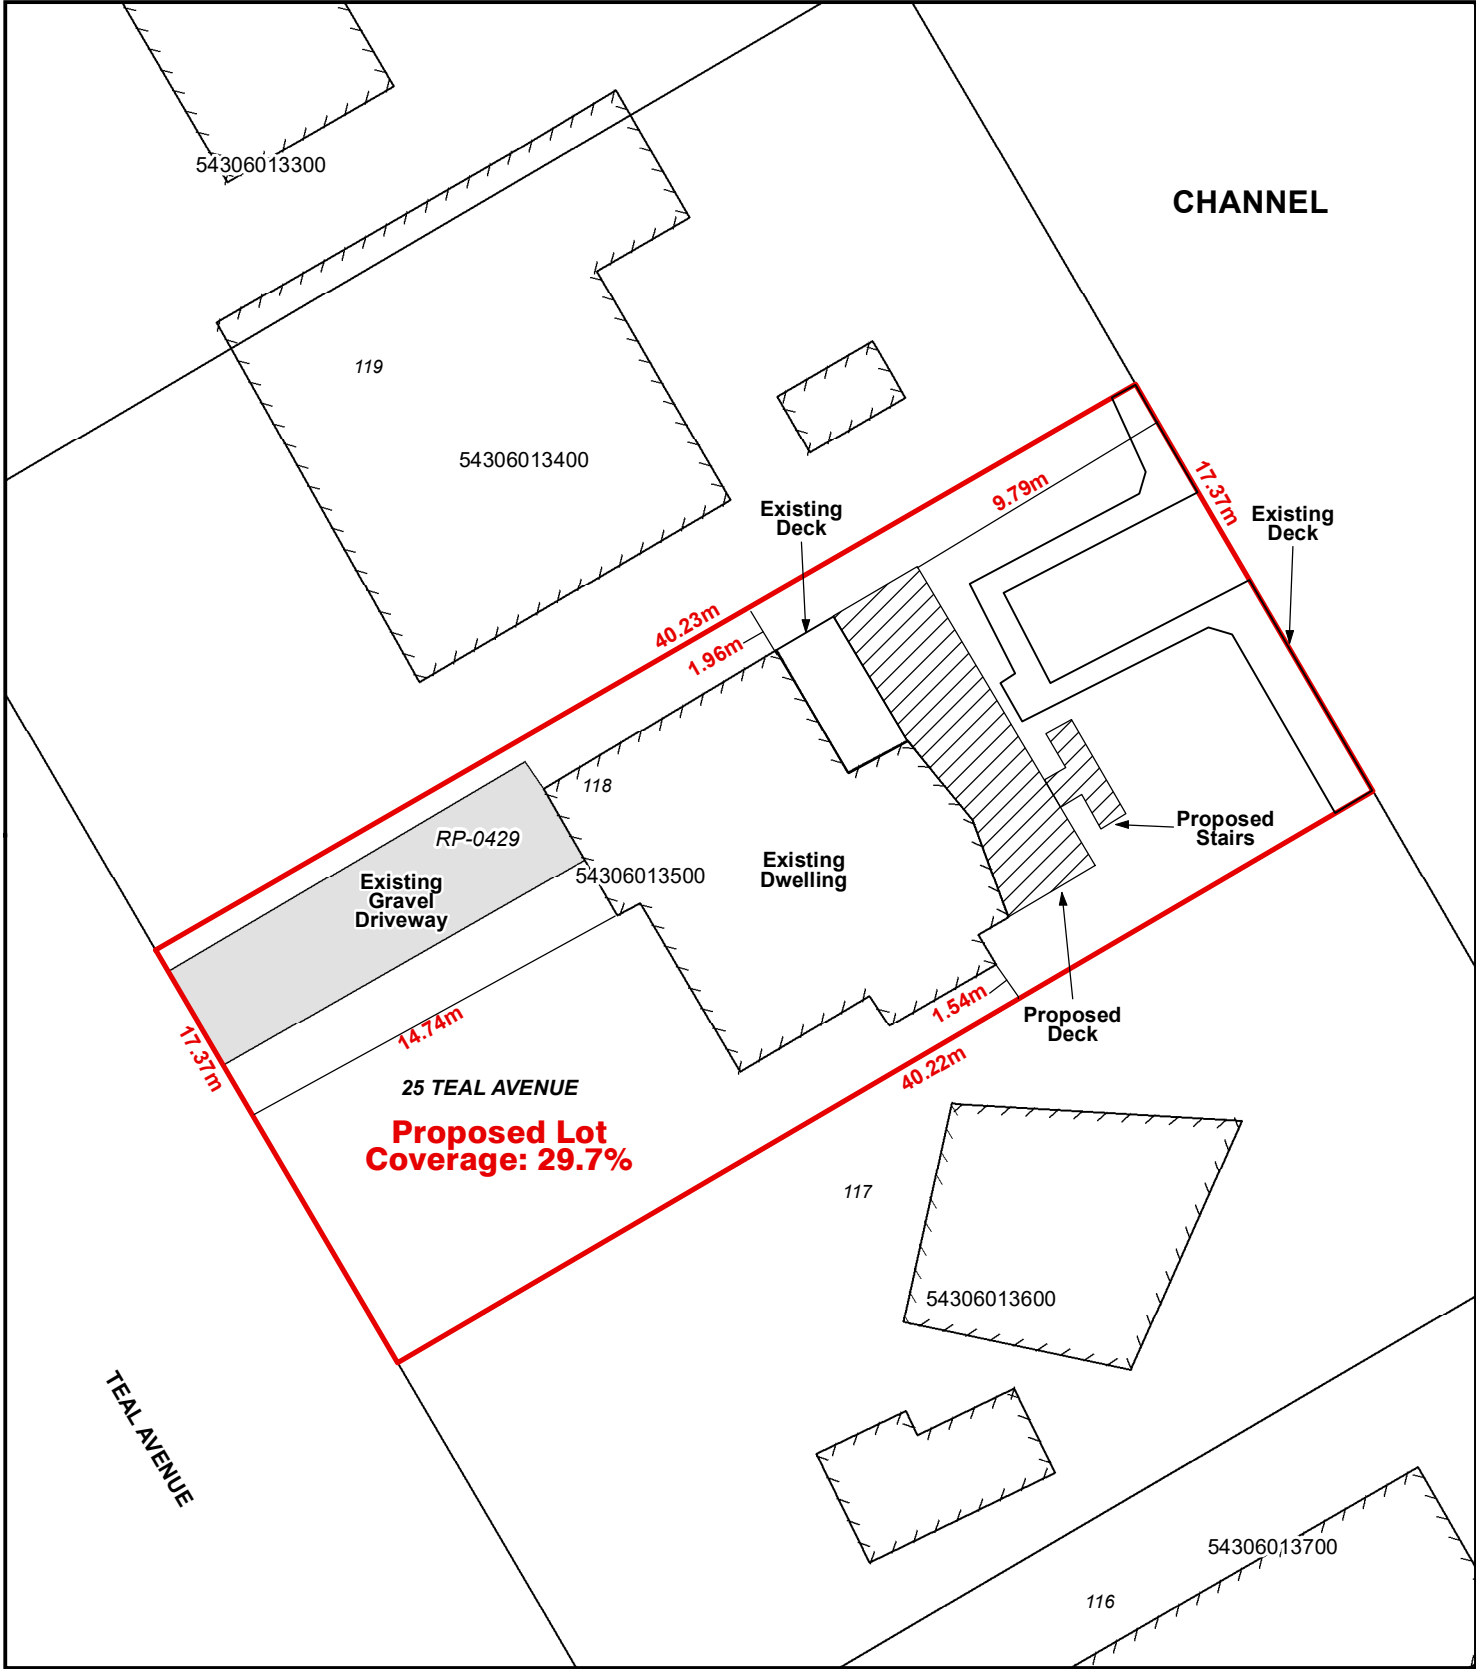 54306013300
CHANNEL
119
54306013400
9.79m
17.37m
Existing
Deck
Existing
Deck
40.23m
1.96m
118
RP-0429
Existing
Gravel
Driveway
54306013500
Existing
Dwelling
Proposed
Stairs
1.54m
Proposed
Deck
14.74m
17.37m
40.22m
25 TEAL AVENUE
Proposed Lot
Coverage: 29.7%
117
54306013600
TEAL AVENUE
54306013700
116